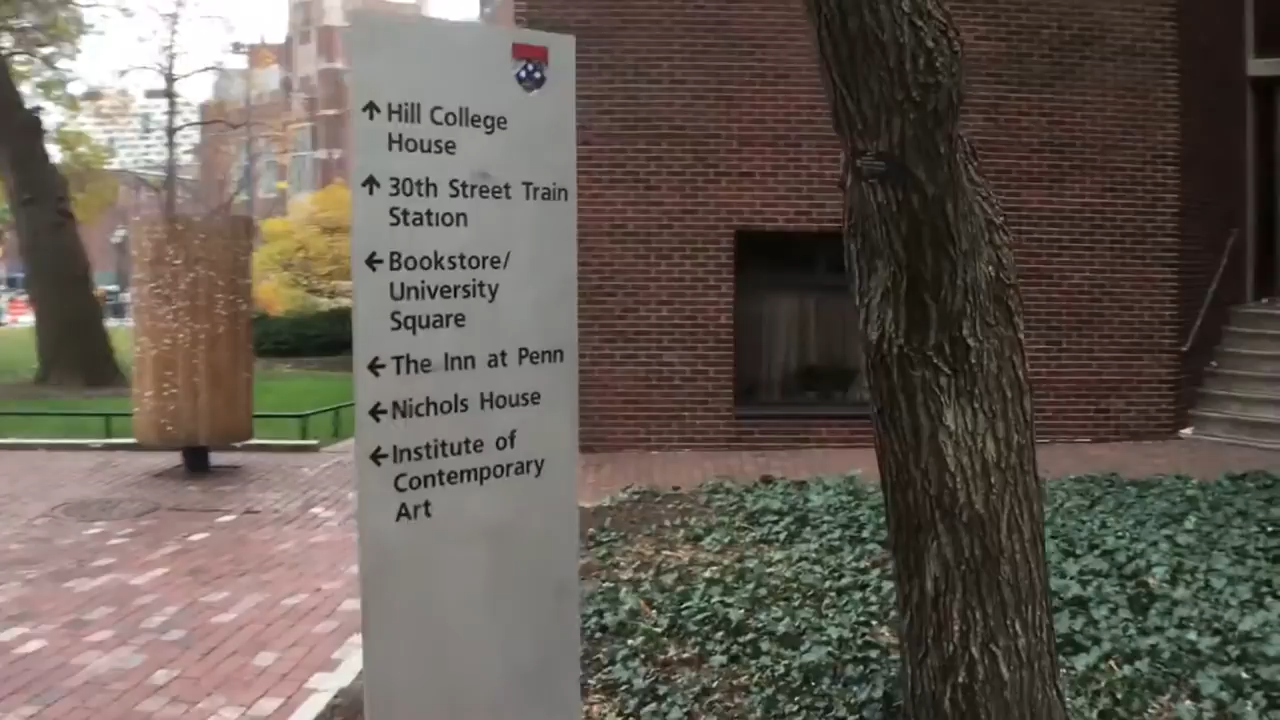 ↑ Hill College
House
↑ 30th Street Train
Station
← Bookstore/
University
Square
← The Inn at Penn
← Nichols House
← Institute of
Contemporary
Art